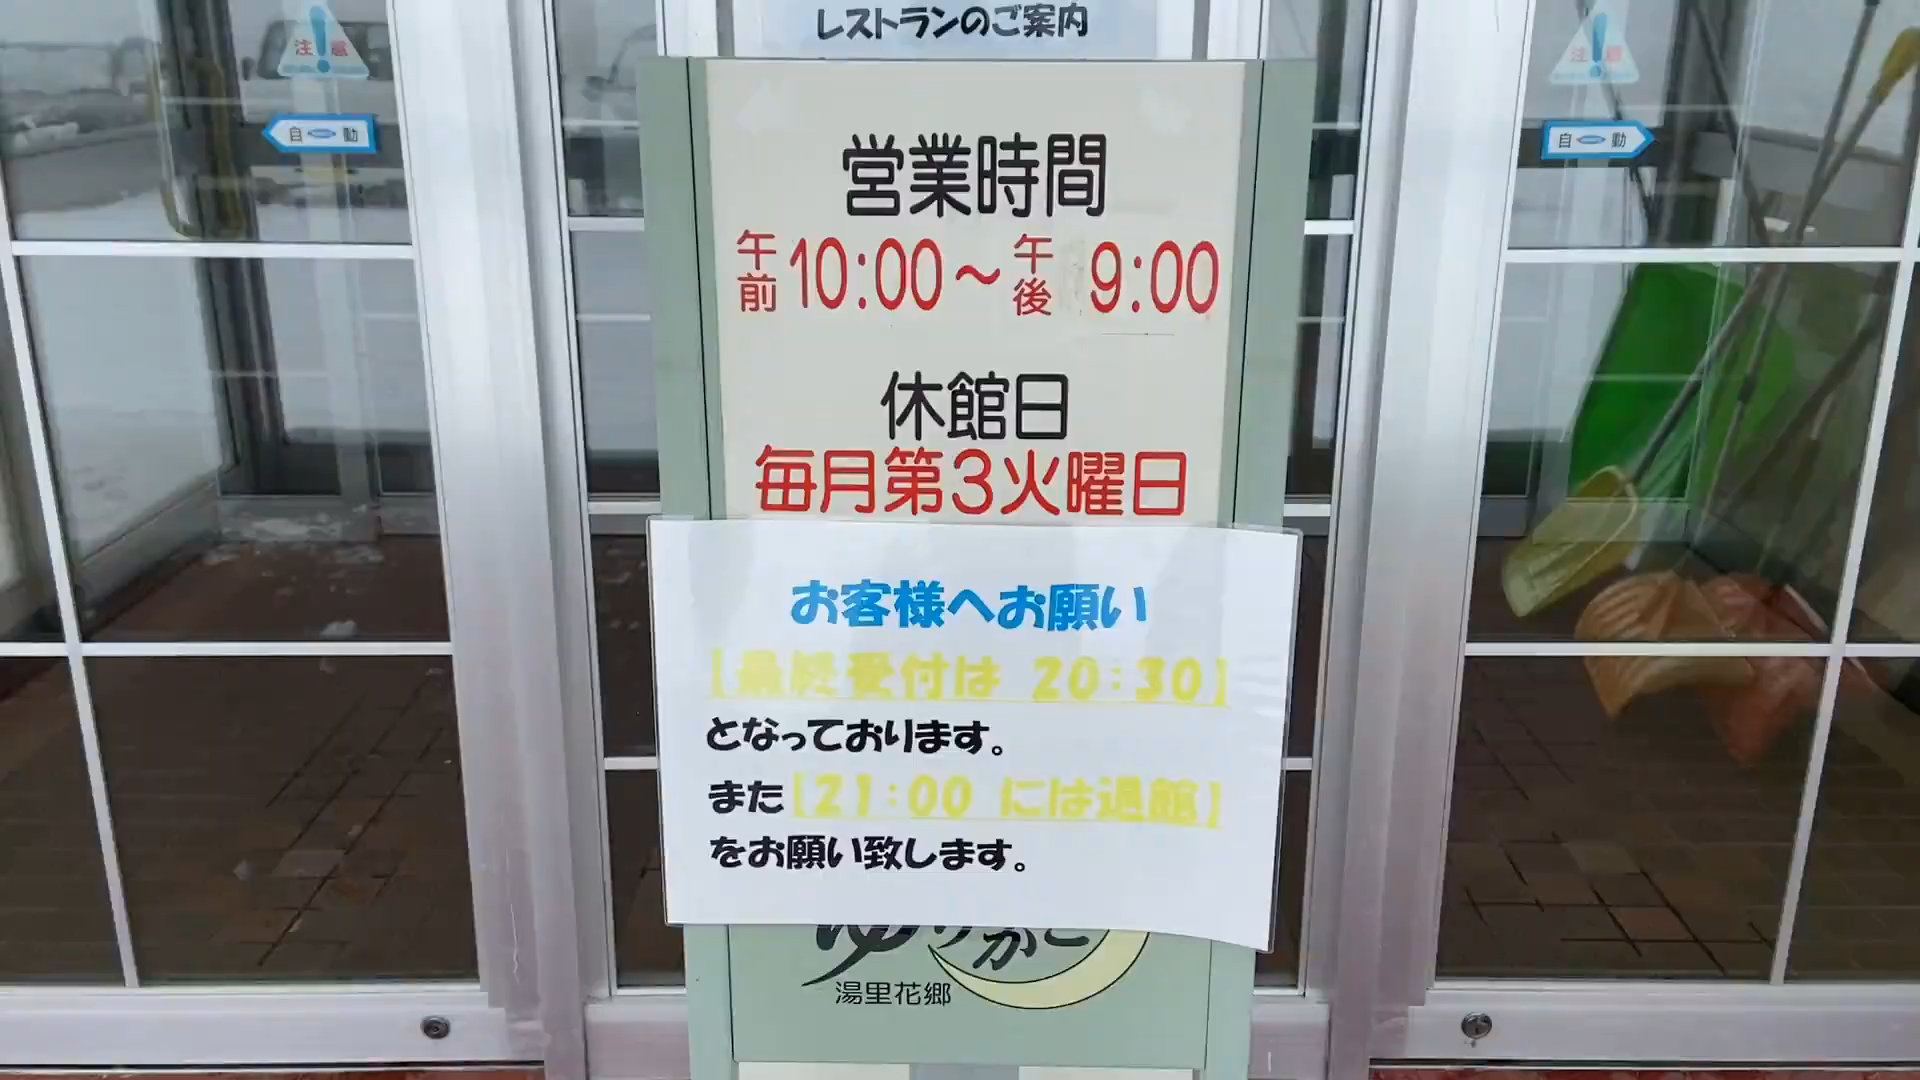 レストランのご案内
注意
注意
自動
自動
営業時間
午前10:00～午後 9:00
休館日
毎月第3火曜日
お客様へお願い
【最終受付は 20:30】
となっております。
また【21:00 には退館】
をお願い致します。
ゆりかご
湯里花郷